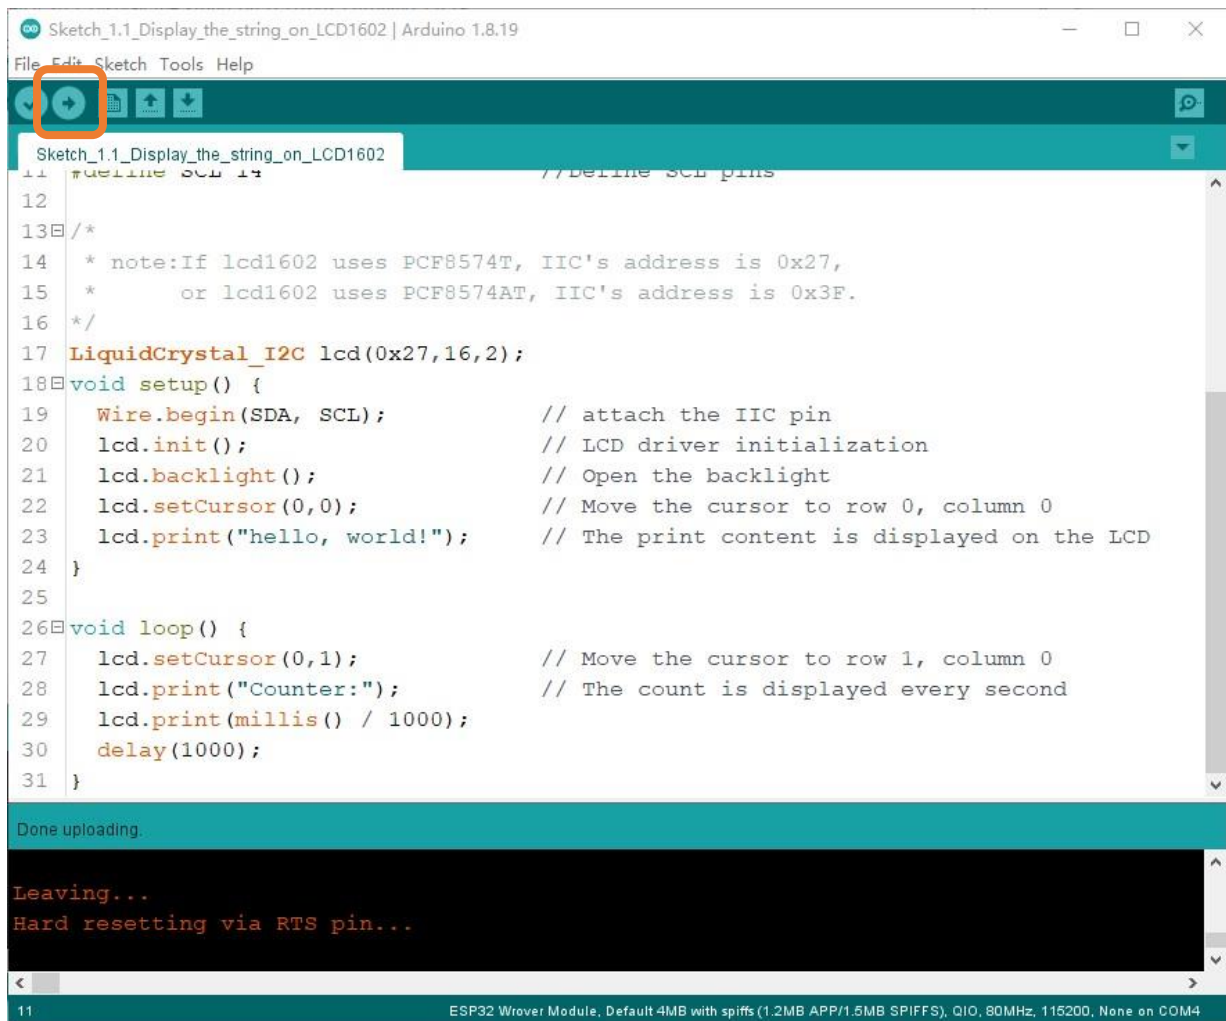 Sketch_1.1_Display_the_string_on_LCD1602 | Arduino 1.8.19
File Edit Sketch Tools Help
Sketch_1.1_Display_the_string_on_LCD1602
11 #define SCL 14 //Define SCL pins
12
13 /*
14 * note:If lcd1602 uses PCF8574T, IIC's address is 0x27,
15 * or lcd1602 uses PCF8574AT, IIC's address is 0x3F.
16 */
17 LiquidCrystal_I2C lcd(0x27,16,2);
18 void setup() {
19 Wire.begin(SDA, SCL); // attach the IIC pin
20 lcd.init(); // LCD driver initialization
21 lcd.backlight(); // Open the backlight
22 lcd.setCursor(0,0); // Move the cursor to row 0, column 0
23 lcd.print("hello, world!"); // The print content is displayed on the LCD
24 }
25
26 void loop() {
27 lcd.setCursor(0,1); // Move the cursor to row 1, column 0
28 lcd.print("Counter:"); // The count is displayed every second
29 lcd.print(millis() / 1000);
30 delay(1000);
31 }
Done uploading.
Leaving...
Hard resetting via RTS pin...
11 ESP32 Wrover Module, Default 4MB with spiffs (1.2MB APP/1.5MB SPIFFS), QIO, 80MHz, 115200, None on COM4